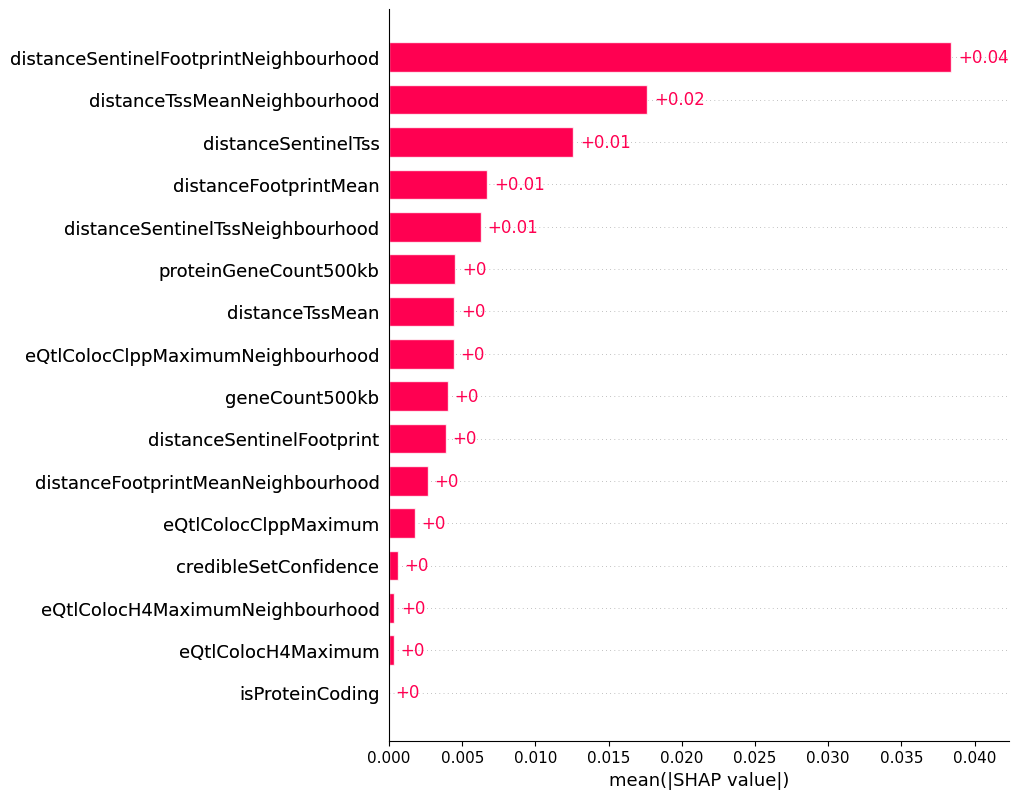 distanceSentinelFootprintNeighbourhood +0.04
distanceTssMeanNeighbourhood +0.02
distanceSentinelTss +0.01
distanceFootprintMean +0.01
distanceSentinelTssNeighbourhood +0.01
proteinGeneCount500kb +0
distanceTssMean +0
eQtlColocClppMaximumNeighbourhood +0
geneCount500kb +0
distanceSentinelFootprint +0
distanceFootprintMeanNeighbourhood +0
eQtlColocClppMaximum +0
credibleSetConfidence +0
eQtlColocH4MaximumNeighbourhood +0
eQtlColocH4Maximum +0
isProteinCoding +0
0.000 0.005 0.010 0.015 0.020 0.025 0.030 0.035 0.040
mean(|SHAP value|)